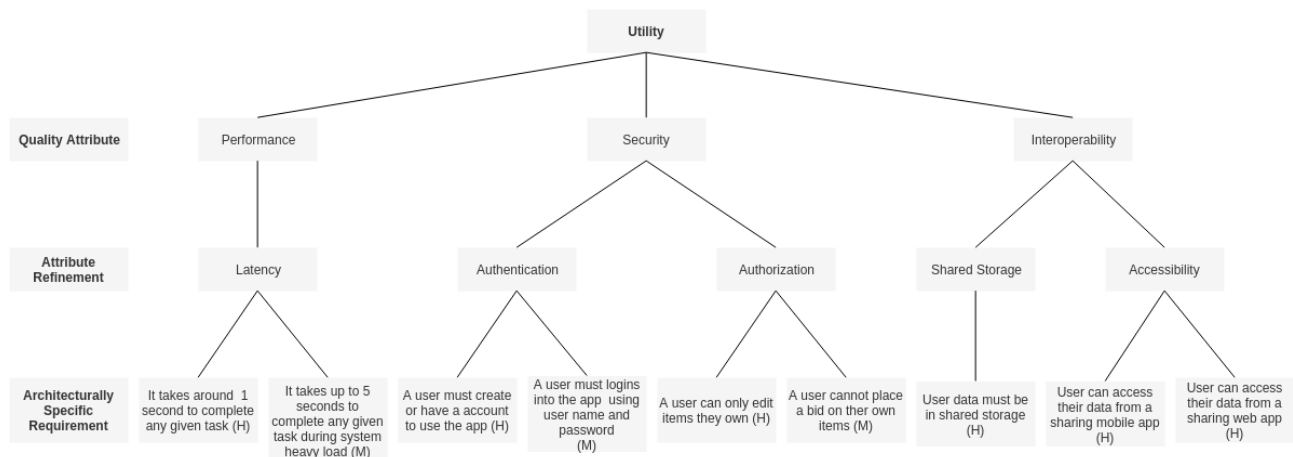 Utility
Quality Attribute
Performance
Security
Interoperability
Attribute
Refinement
Latency
Authentication
Authorization
Shared Storage
Accessibility
Architecturally
Specific
Requirement
It takes around 1
second to complete
any given task (H)
It takes up to 5
seconds to
complete any given
task during system
heavy load (M)
A user must create
or have a account
to use the app (H)
A user must logins
into the app using
user name and
password
(M)
A user can only edit
items they own (H)
A user cannot place
a bid on ther own
items (M)
User data must be
in shared storage
(H)
User can access
their data from a
sharing mobile app
(H)
User can access
their data from a
sharing web app
(H)